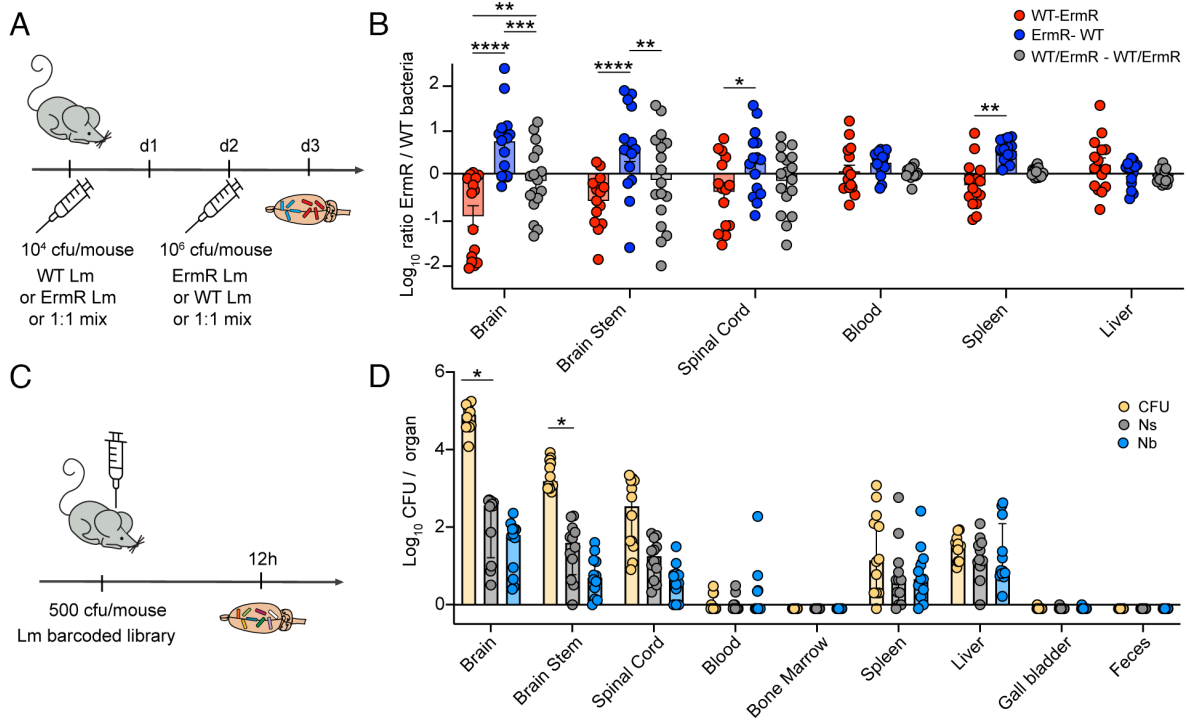 A
d1
d2
d3
10⁴ cfu/mouse
WT Lm
or ErmR Lm
or 1:1 mix
10⁶ cfu/mouse
ErmR Lm
or WT Lm
or 1:1 mix
B
WT-ErmR
ErmR- WT
WT/ErmR - WT/ErmR
Log₁₀ ratio ErmR / WT bacteria
2
1
0
-1
-2
**
****
***
****
**
*
**
Brain
Brain Stem
Spinal Cord
Blood
Spleen
Liver
C
12h
500 cfu/mouse
Lm barcoded library
D
CFU
Ns
Nb
Log₁₀ CFU / organ
6
4
2
0
*
*
Brain
Brain Stem
Spinal Cord
Blood
Bone Marrow
Spleen
Liver
Gall bladder
Feces